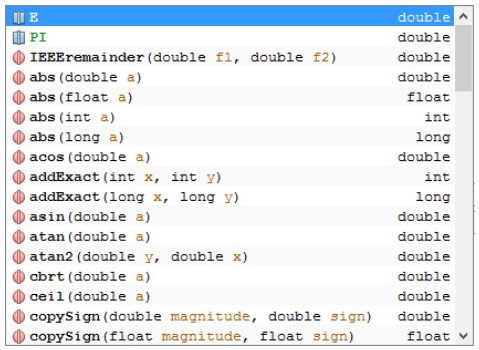 E double
PI double
IEEEremainder(double f1, double f2) double
abs(double a) double
abs(float a) float
abs(int a) int
abs(long a) long
acos(double a) double
addExact(int x, int y) int
addExact(long x, long y) long
asin(double a) double
atan(double a) double
atan2(double y, double x) double
cbrt(double a) double
ceil(double a) double
copySign(double magnitude, double sign) double
copySign(float magnitude, float sign) float